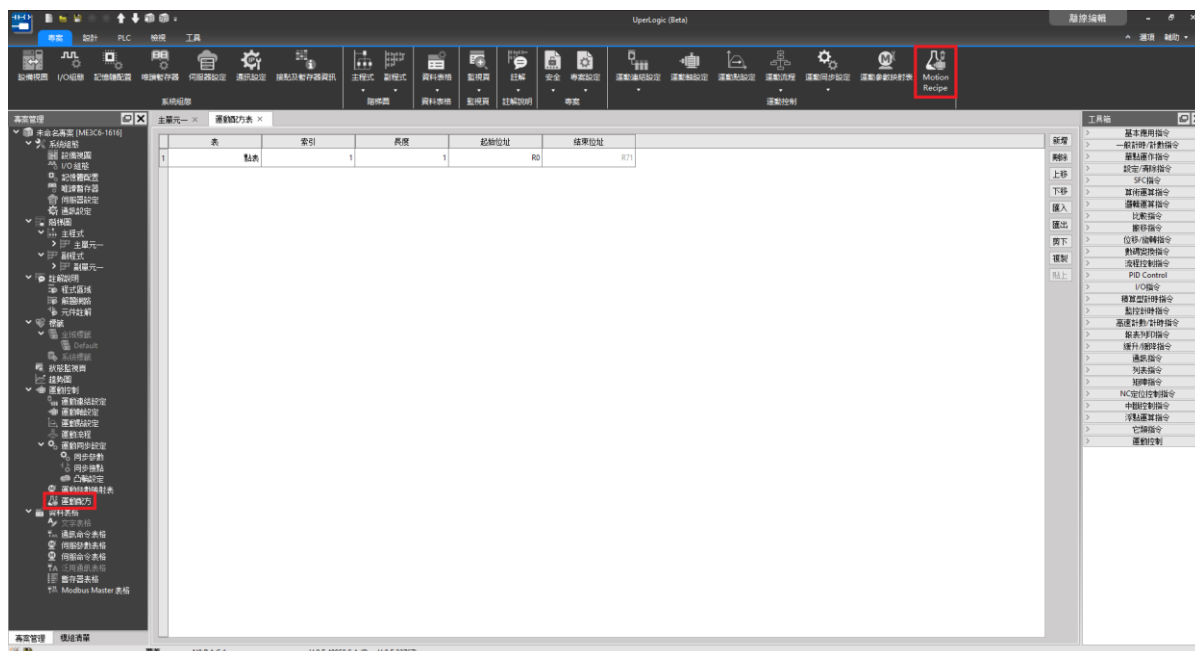 UperLogic (Beta)
離線編輯
專案 設計 PLC 檢視 工具
選項 輔助
設備視圖 I/O組態 記憶體配置 唯讀暫存器 伺服器設定 通訊設定 接點及暫存器資訊 主程式 副程式 資料表格 監視頁 註解 安全 專案設定 運動連結設定 運動軸設定 運動點設定 運動流程 運動同步設定 運動參數映射表 Motion Recipe
系統組態 階梯圖 資料表格 監視頁 註解說明 專案 運動控制
專案管理
未命名專案 [ME3C6-1616]
系統組態
設備視圖
I/O 組態
記憶體配置
唯讀暫存器
伺服器設定
通訊設定
階梯圖
主程式
主單元一
副程式
副單元一
註解說明
程式區域
解題網路
元件註解
標籤
全域標籤
Default
系統標籤
狀態監視頁
趨勢圖
運動控制
運動連結設定
運動軸設定
運動點設定
運動流程
運動同步設定
同步參數
同步接點
凸輪設定
運動參數映射表
運動配方
資料表格
文字表格
通訊命令表格
伺服參數表格
伺服命令表格
泛用通訊表格
暫存器表格
Modbus Master 表格
專案管理 模組清單
主單元一 × 運動配方表 ×
表 索引 長度 起始位址 結束位址
1 點表 1 1 R0 R71
新增
刪除
上移
下移
匯入
匯出
剪下
複製
貼上
工具箱
基本應用指令
一般計時/計數指令
單點運作指令
設定/清除指令
SFC指令
算術運算指令
邏輯運算指令
比較指令
搬移指令
位移/旋轉指令
數碼變換指令
流程控制指令
PID Control
I/O指令
積算型計時指令
監控計時指令
高速計數/計時指令
報表列印指令
緩升/緩降指令
通訊指令
列表指令
矩陣指令
NC定位控制指令
中斷控制指令
浮點運算指令
它類指令
運動控制